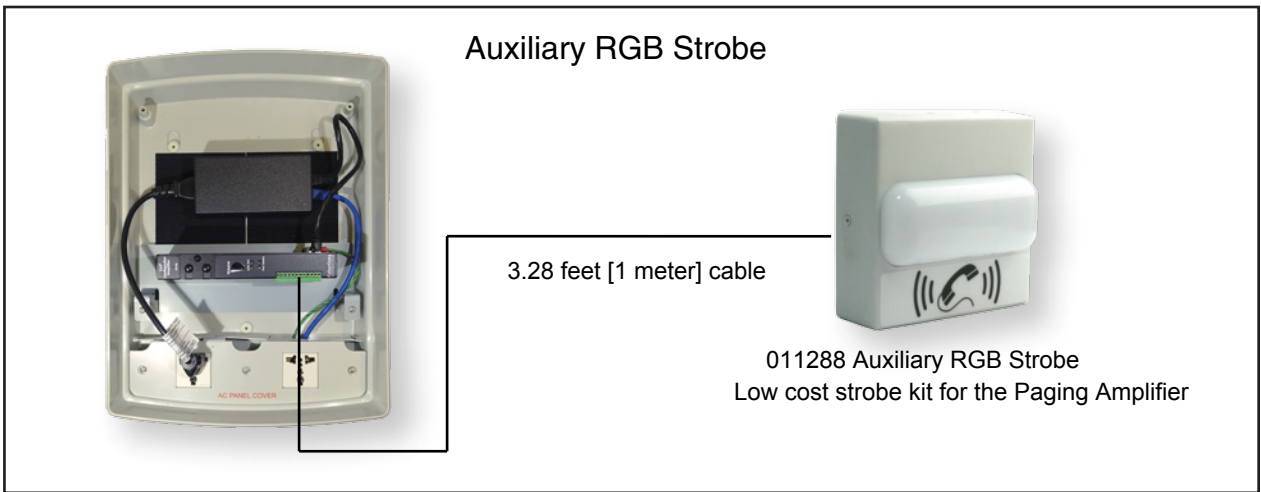 Auxiliary RGB Strobe
3.28 feet [1 meter] cable
011288 Auxiliary RGB Strobe
Low cost strobe kit for the Paging Amplifier
AC PANEL COVER